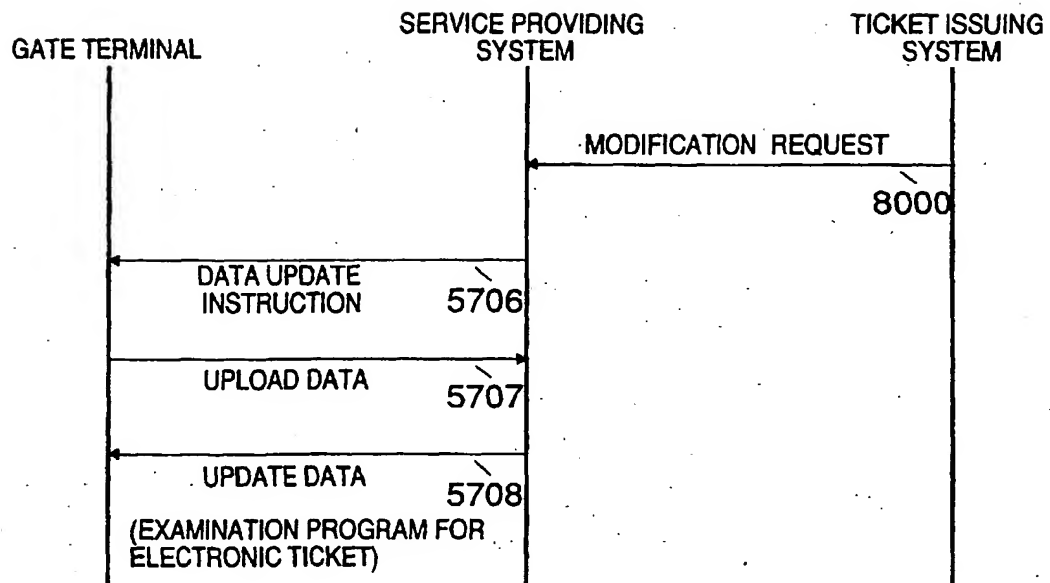 GATE TERMINAL
SERVICE PROVIDING
SYSTEM
TICKET ISSUING
SYSTEM
MODIFICATION REQUEST
8000
DATA UPDATE
INSTRUCTION
5706
UPLOAD DATA
5707
UPDATE DATA
5708
(EXAMINATION PROGRAM FOR
ELECTRONIC TICKET)